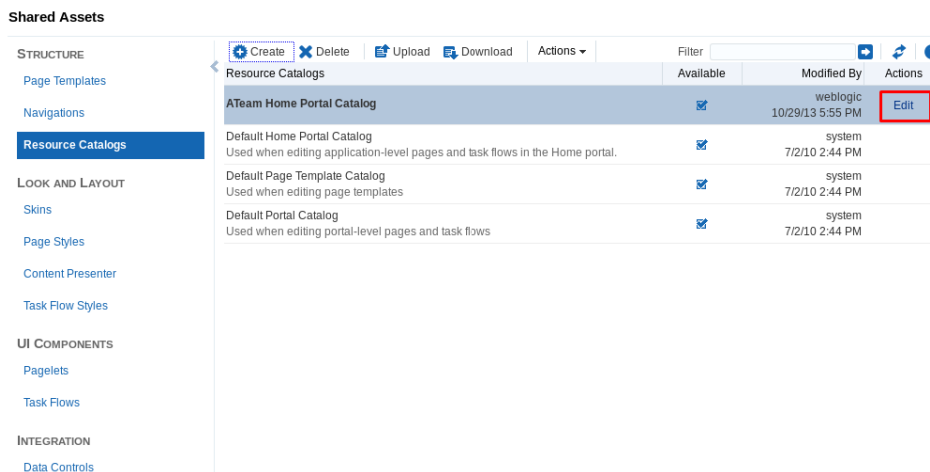 Shared Assets
STRUCTURE
Page Templates
Navigations
Resource Catalogs
LOOK AND LAYOUT
Skins
Page Styles
Content Presenter
Task Flow Styles
UI COMPONENTS
Pagelets
Task Flows
INTEGRATION
Data Controls
Create Delete Upload Download Actions Filter
Resource Catalogs Available Modified By Actions
ATeam Home Portal Catalog weblogic Edit
10/29/13 5:55 PM
Default Home Portal Catalog system
Used when editing application-level pages and task flows in the Home portal. 7/2/10 2:44 PM
Default Page Template Catalog system
Used when editing page templates 7/2/10 2:44 PM
Default Portal Catalog system
Used when editing portal-level pages and task flows 7/2/10 2:44 PM